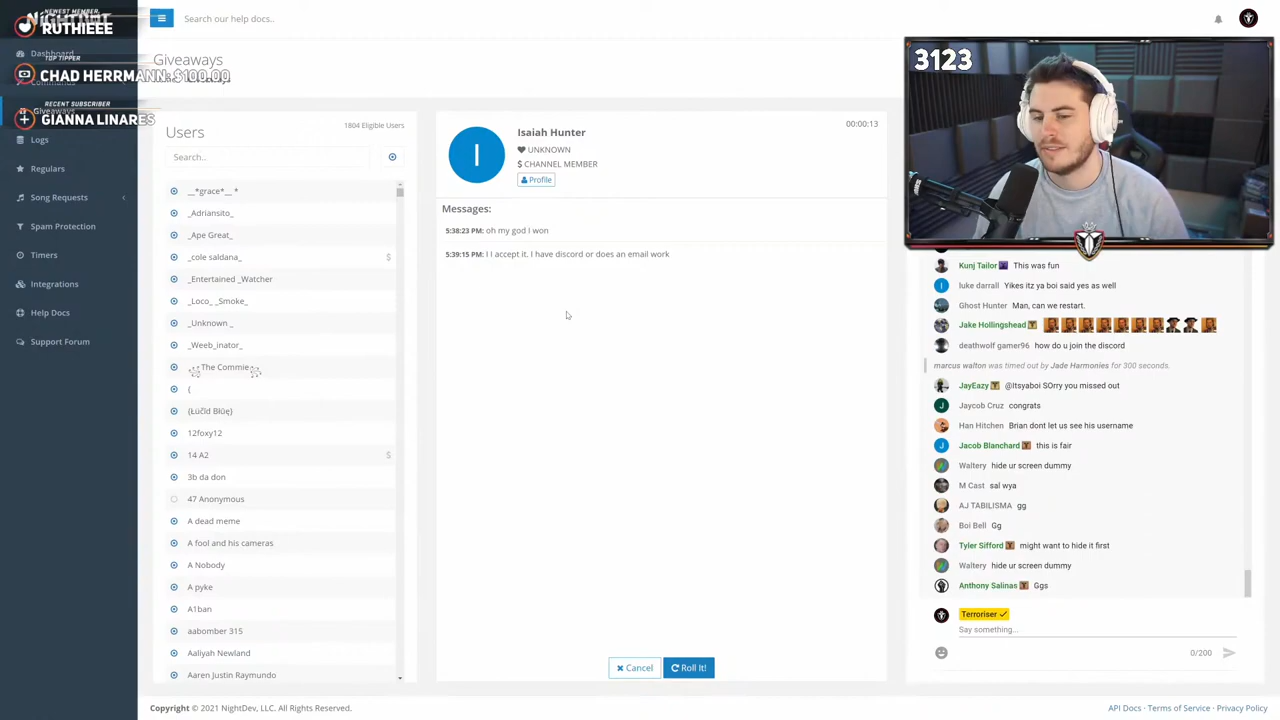 NEWEST MEMBER
RUTHIEEE
Search our help docs..
Dashboard
TOP TIPPER
CHAD HERRMANN: $100.00
Giveaways
RECENT SUBSCRIBER
GIANNA LINARES
Logs
Regulars
Song Requests
Spam Protection
Timers
Integrations
Help Docs
Support Forum
Giveaways
Users
1804 Eligible Users
Search...
__*grace*__ *
_Adriansito_
_Ape Great_
_cole saldana_ $
_Entertained _Watcher
_Loco_ _Smoke_
_Unknown _
_Weeb_inator_
The Commie
(
(Łüčïd Błúę)
12foxy12
14 A2 $
3b da don
47 Anonymous
A dead meme
A fool and his cameras
A Nobody
A pyke
A1ban
aabomber 315
Aaliyah Newland
Aaren Justin Raymundo
I
Isaiah Hunter
00:00:13
UNKNOWN
$ CHANNEL MEMBER
Profile
Messages:
5:38:23 PM: oh my god I won
5:39:15 PM: I I accept it. I have discord or does an email work
Cancel
Roll It!
3123
Kunj Tailor This was fun
luke darrall Yikes itz ya boi said yes as well
Ghost Hunter Man, can we restart.
Jake Hollingshead
deathwolf gamer96 how do u join the discord
marcus walton was timed out by Jade Harmonies for 300 seconds.
JayEazy @Itsyaboi SOrry you missed out
J Jaycob Cruz congrats
Han Hitchen Brian dont let us see his username
J Jacob Blanchard this is fair
Waltery hide ur screen dummy
M Cast sal wya
AJ TABILISMA gg
Boi Bell Gg
Tyler Sifford might want to hide it first
Waltery hide ur screen dummy
Anthony Salinas Ggs
Terroriser
Say something...
0/200
Copyright © 2021 NightDev, LLC. All Rights Reserved.
API Docs · Terms of Service · Privacy Policy